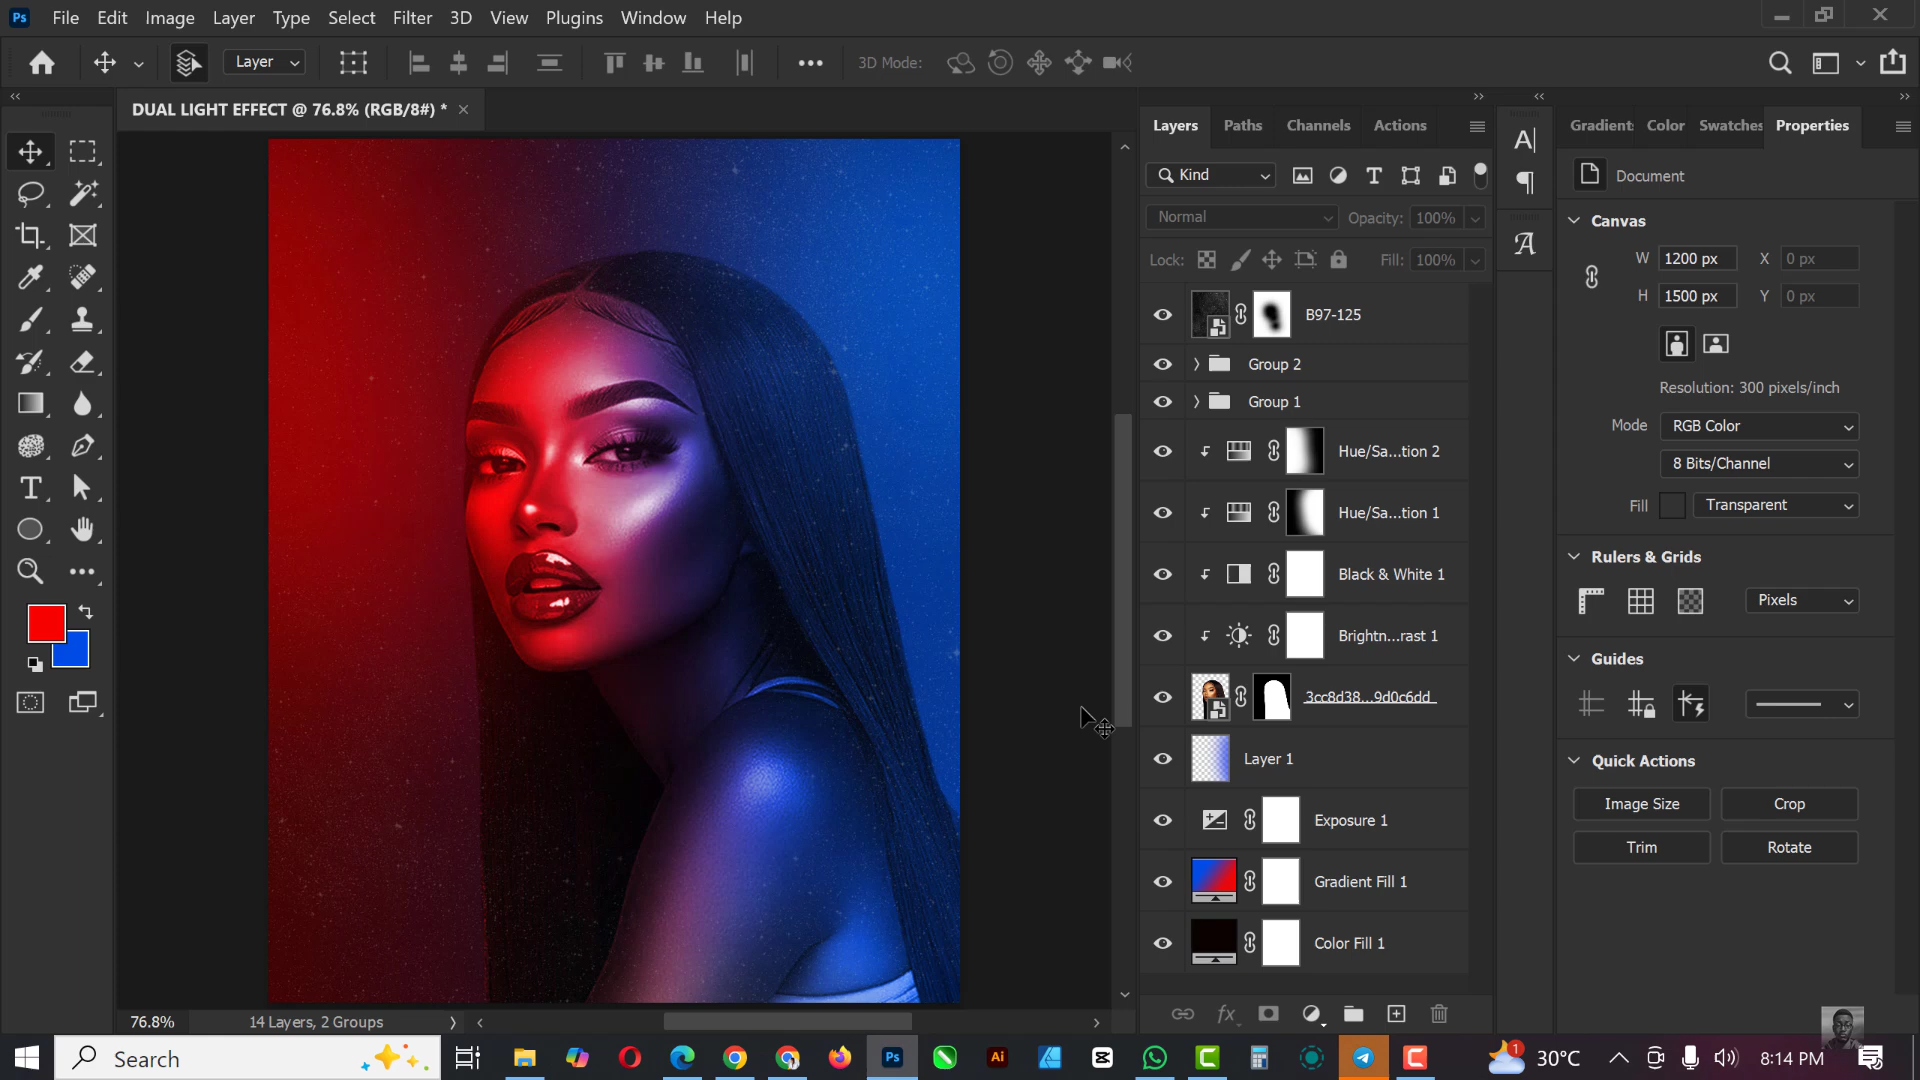 Ps File Edit Image Layer Type Select Filter 3D View Plugins Window Help
Layer 3D Mode:
DUAL LIGHT EFFECT @ 76.8% (RGB/8#) *
Layers Paths Channels Actions
Kind
Normal Opacity: 100%
Lock: Fill: 100%
B97-125
Group 2
Group 1
Hue/Sa...tion 2
Hue/Sa...tion 1
Black & White 1
Brightn...rast 1
3cc8d38...9d0c6dd
Layer 1
Exposure 1
Gradient Fill 1
Color Fill 1
fx
Gradient: Color Swatches Properties
Document
Canvas
W 1200 px X 0 px
H 1500 px Y 0 px
Resolution: 300 pixels/inch
Mode RGB Color
8 Bits/Channel
Fill Transparent
Rulers & Grids
Pixels
Guides
Quick Actions
Image Size Crop
Trim Rotate
76.8% 14 Layers, 2 Groups
Search Ps Ai 1 30°C 8:14 PM